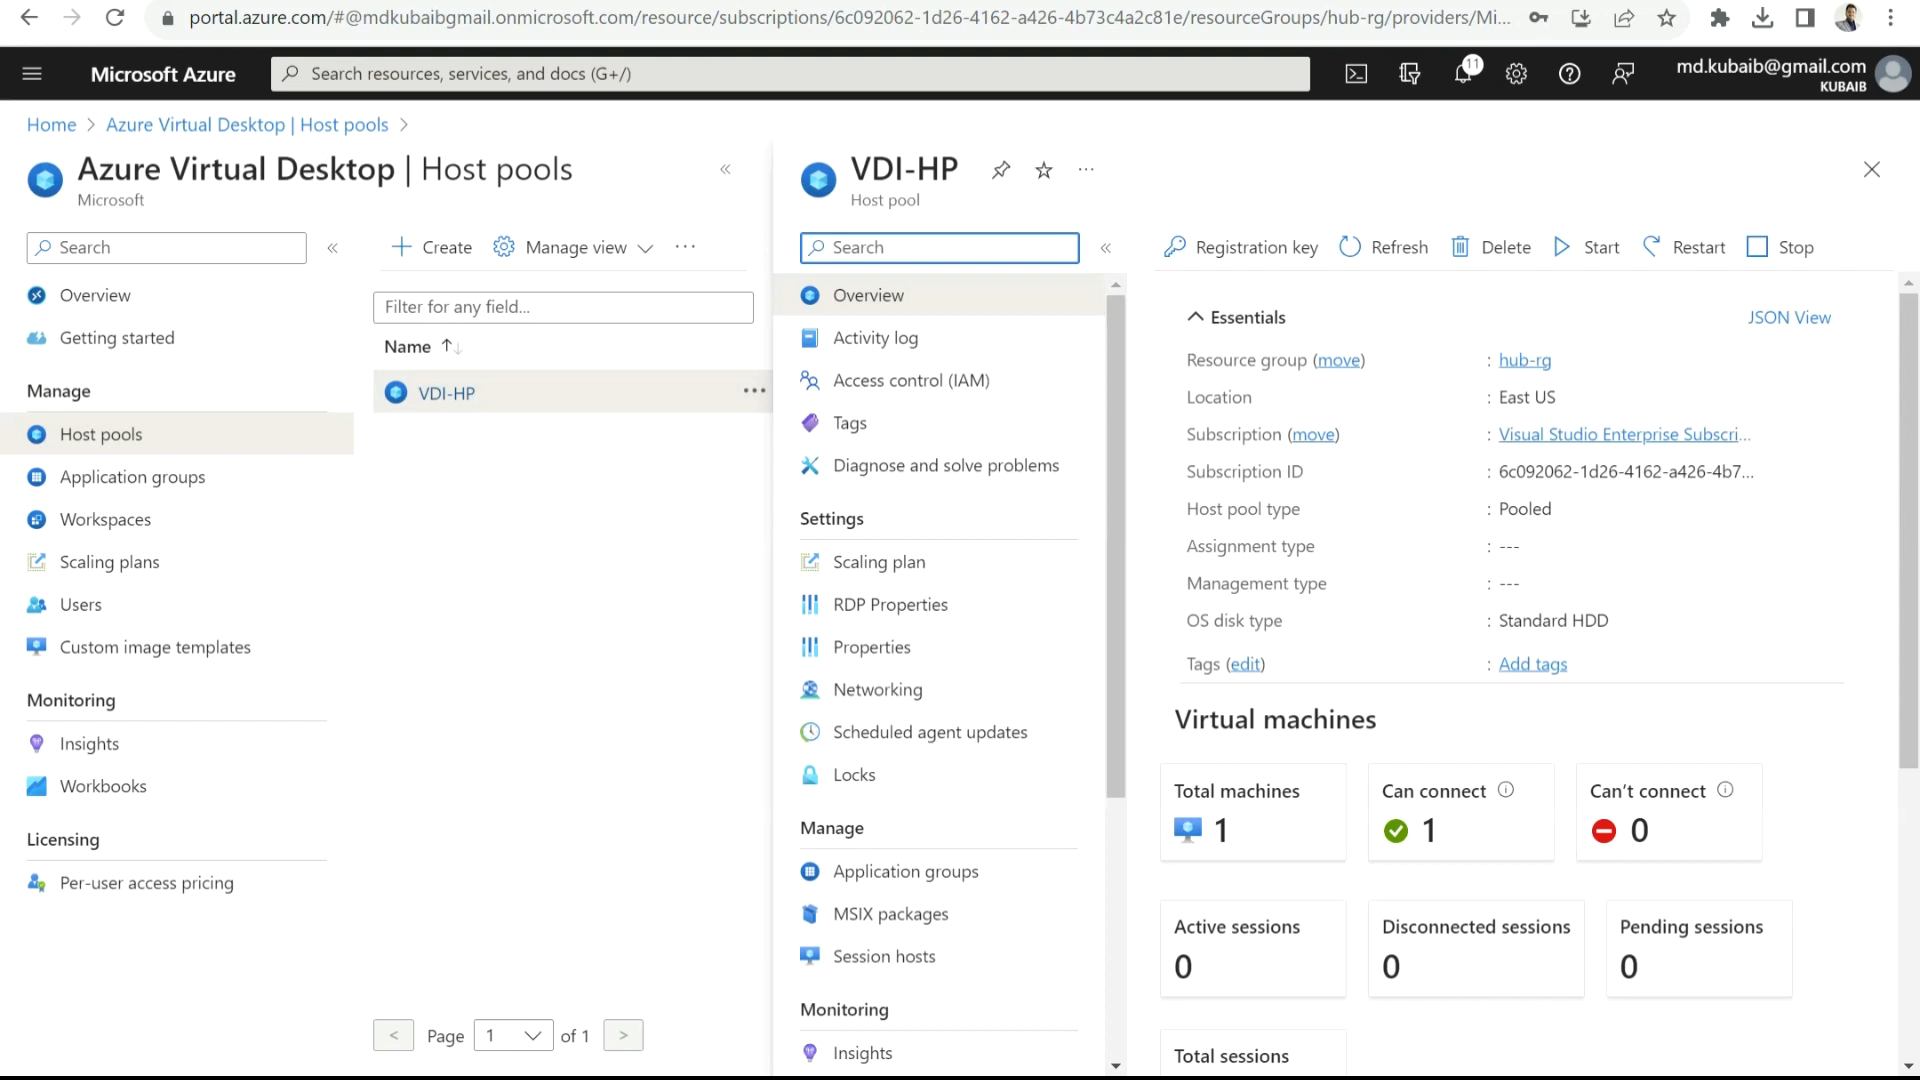 portal.azure.com/#@mdkubaibgmail.onmicrosoft.com/resource/subscriptions/6c092062-1d26-4162-a426-4b73c4a2c81e/resourceGroups/hub-rg/providers/Mi...
Microsoft Azure
Search resources, services, and docs (G+/)
11
md.kubaib@gmail.com
KUBAIB
Home > Azure Virtual Desktop | Host pools >
Azure Virtual Desktop | Host pools
Microsoft
Search
Overview
Getting started
Manage
Host pools
Application groups
Workspaces
Scaling plans
Users
Custom image templates
Monitoring
Insights
Workbooks
Licensing
Per-user access pricing
Create
Manage view
Filter for any field...
Name
VDI-HP
< Page 1 of 1 >
VDI-HP
Host pool
Search
Overview
Activity log
Access control (IAM)
Tags
Diagnose and solve problems
Settings
Scaling plan
RDP Properties
Properties
Networking
Scheduled agent updates
Locks
Manage
Application groups
MSIX packages
Session hosts
Monitoring
Insights
Registration key Refresh Delete Start Restart Stop
Essentials
JSON View
Resource group (move) : hub-rg
Location : East US
Subscription (move) : Visual Studio Enterprise Subscri...
Subscription ID : 6c092062-1d26-4162-a426-4b7...
Host pool type : Pooled
Assignment type : ---
Management type : ---
OS disk type : Standard HDD
Tags (edit) : Add tags
Virtual machines
Total machines
1
Can connect
1
Can't connect
0
Active sessions
0
Disconnected sessions
0
Pending sessions
0
Total sessions